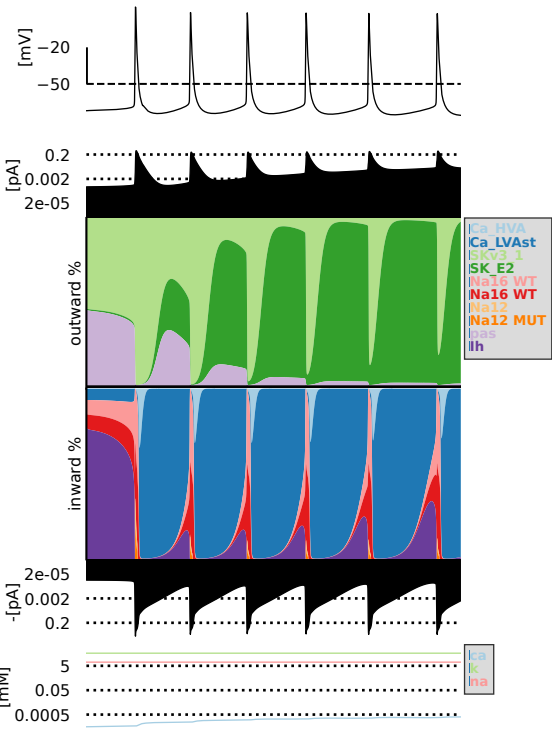 [mV]
−20
−50
[pA]
0.2
0.002
2e-05
outward %
Ca_HVA
Ca_LVAst
SKv3_1
SK_E2
Na16 WT
Na16 WT
Na12
Na12 MUT
pas
Ih
inward %
-[pA]
2e-05
0.002
0.2
[mM]
5
0.05
0.0005
ca
k
na